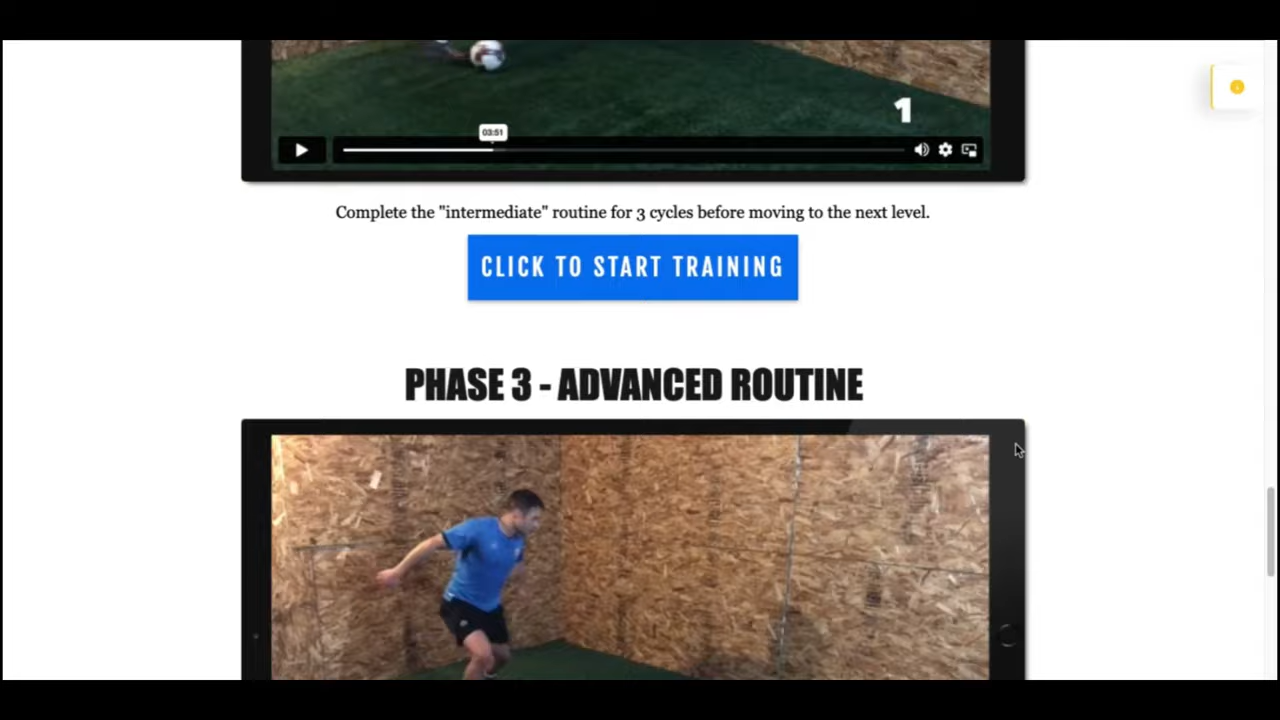 1
03:51
Complete the "intermediate" routine for 3 cycles before moving to the next level.
CLICK TO START TRAINING
PHASE 3 - ADVANCED ROUTINE